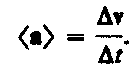 ⟨a⟩ = Δv/Δt.